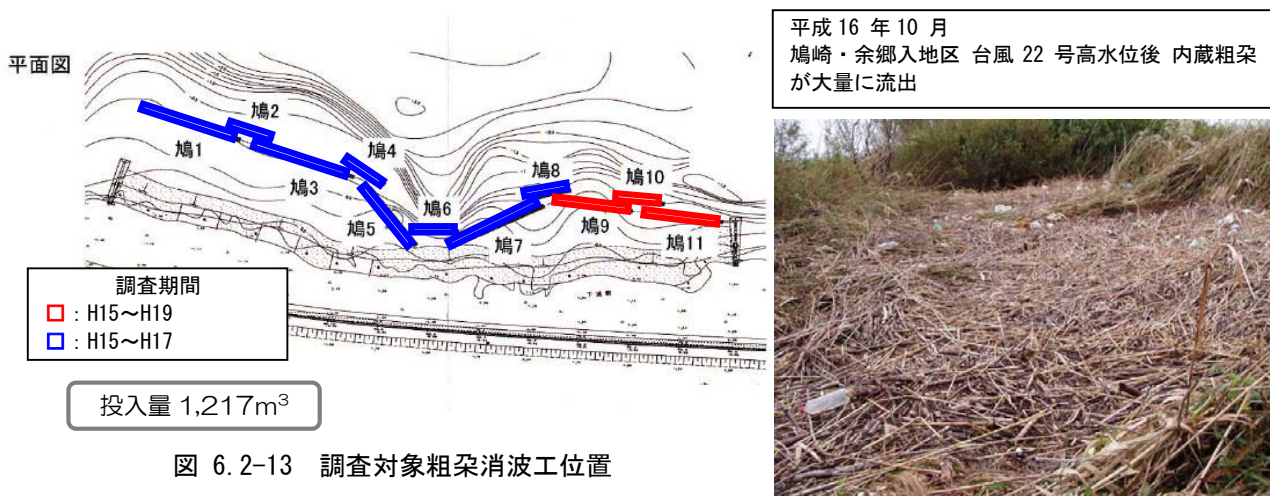 平面図
鳩1
鳩2
鳩3
鳩4
鳩5
鳩6
鳩7
鳩8
鳩9
鳩10
鳩11
調査期間
：H15～H19
：H15～H17
投入量 1,217m³
図 6.2-13 調査対象粗朶消波工位置
平成 16 年 10 月
鳩崎・余郷入地区 台風 22 号高水位後 内蔵粗朶
が大量に流出